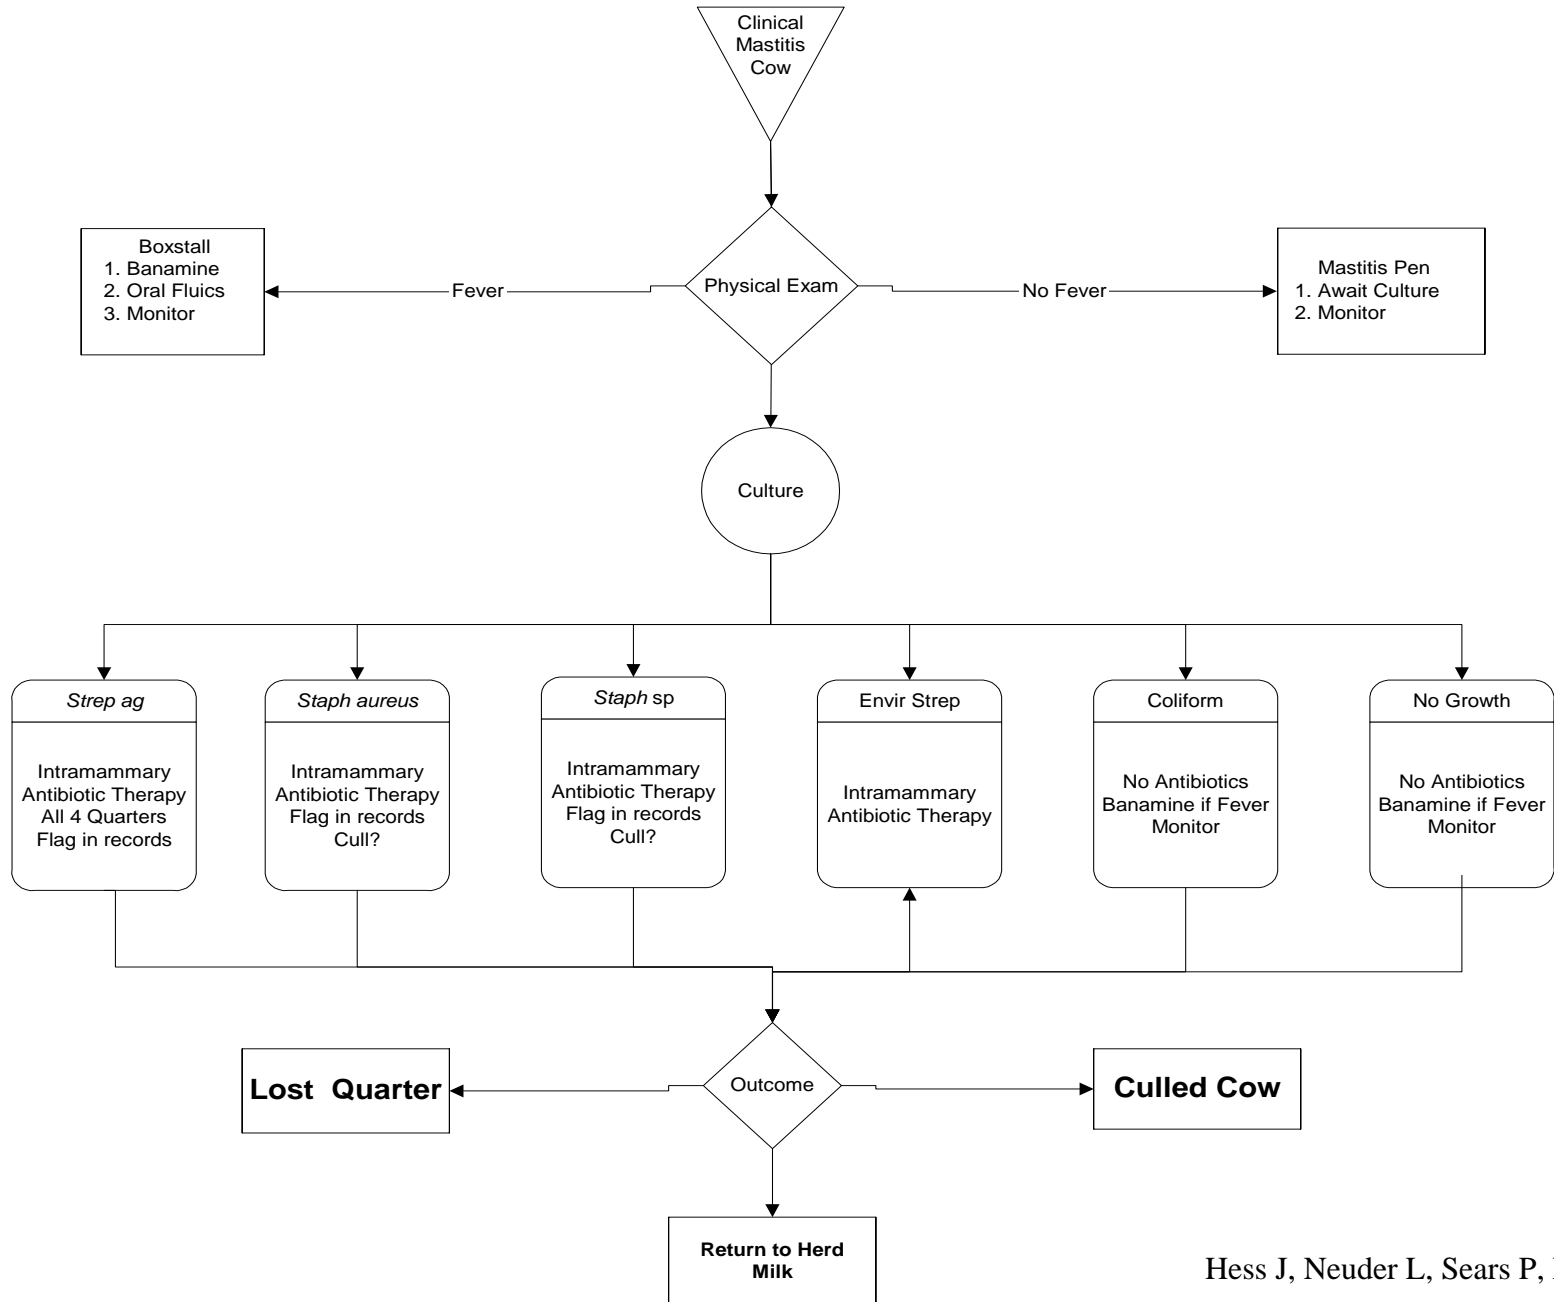 Clinical
Mastitis
Cow
Boxstall
1. Banamine
2. Oral Fluics
3. Monitor
Fever
Physical Exam
No Fever
Mastitis Pen
1. Await Culture
2. Monitor
Culture
Strep ag
Intramammary
Antibiotic Therapy
All 4 Quarters
Flag in records
Staph aureus
Intramammary
Antibiotic Therapy
Flag in records
Cull?
Staph sp
Intramammary
Antibiotic Therapy
Flag in records
Cull?
Envir Strep
Intramammary
Antibiotic Therapy
Coliform
No Antibiotics
Banamine if Fever
Monitor
No Growth
No Antibiotics
Banamine if Fever
Monitor
Lost Quarter
Outcome
Culled Cow
Return to Herd
Milk
Hess J, Neuder L, Sears P,